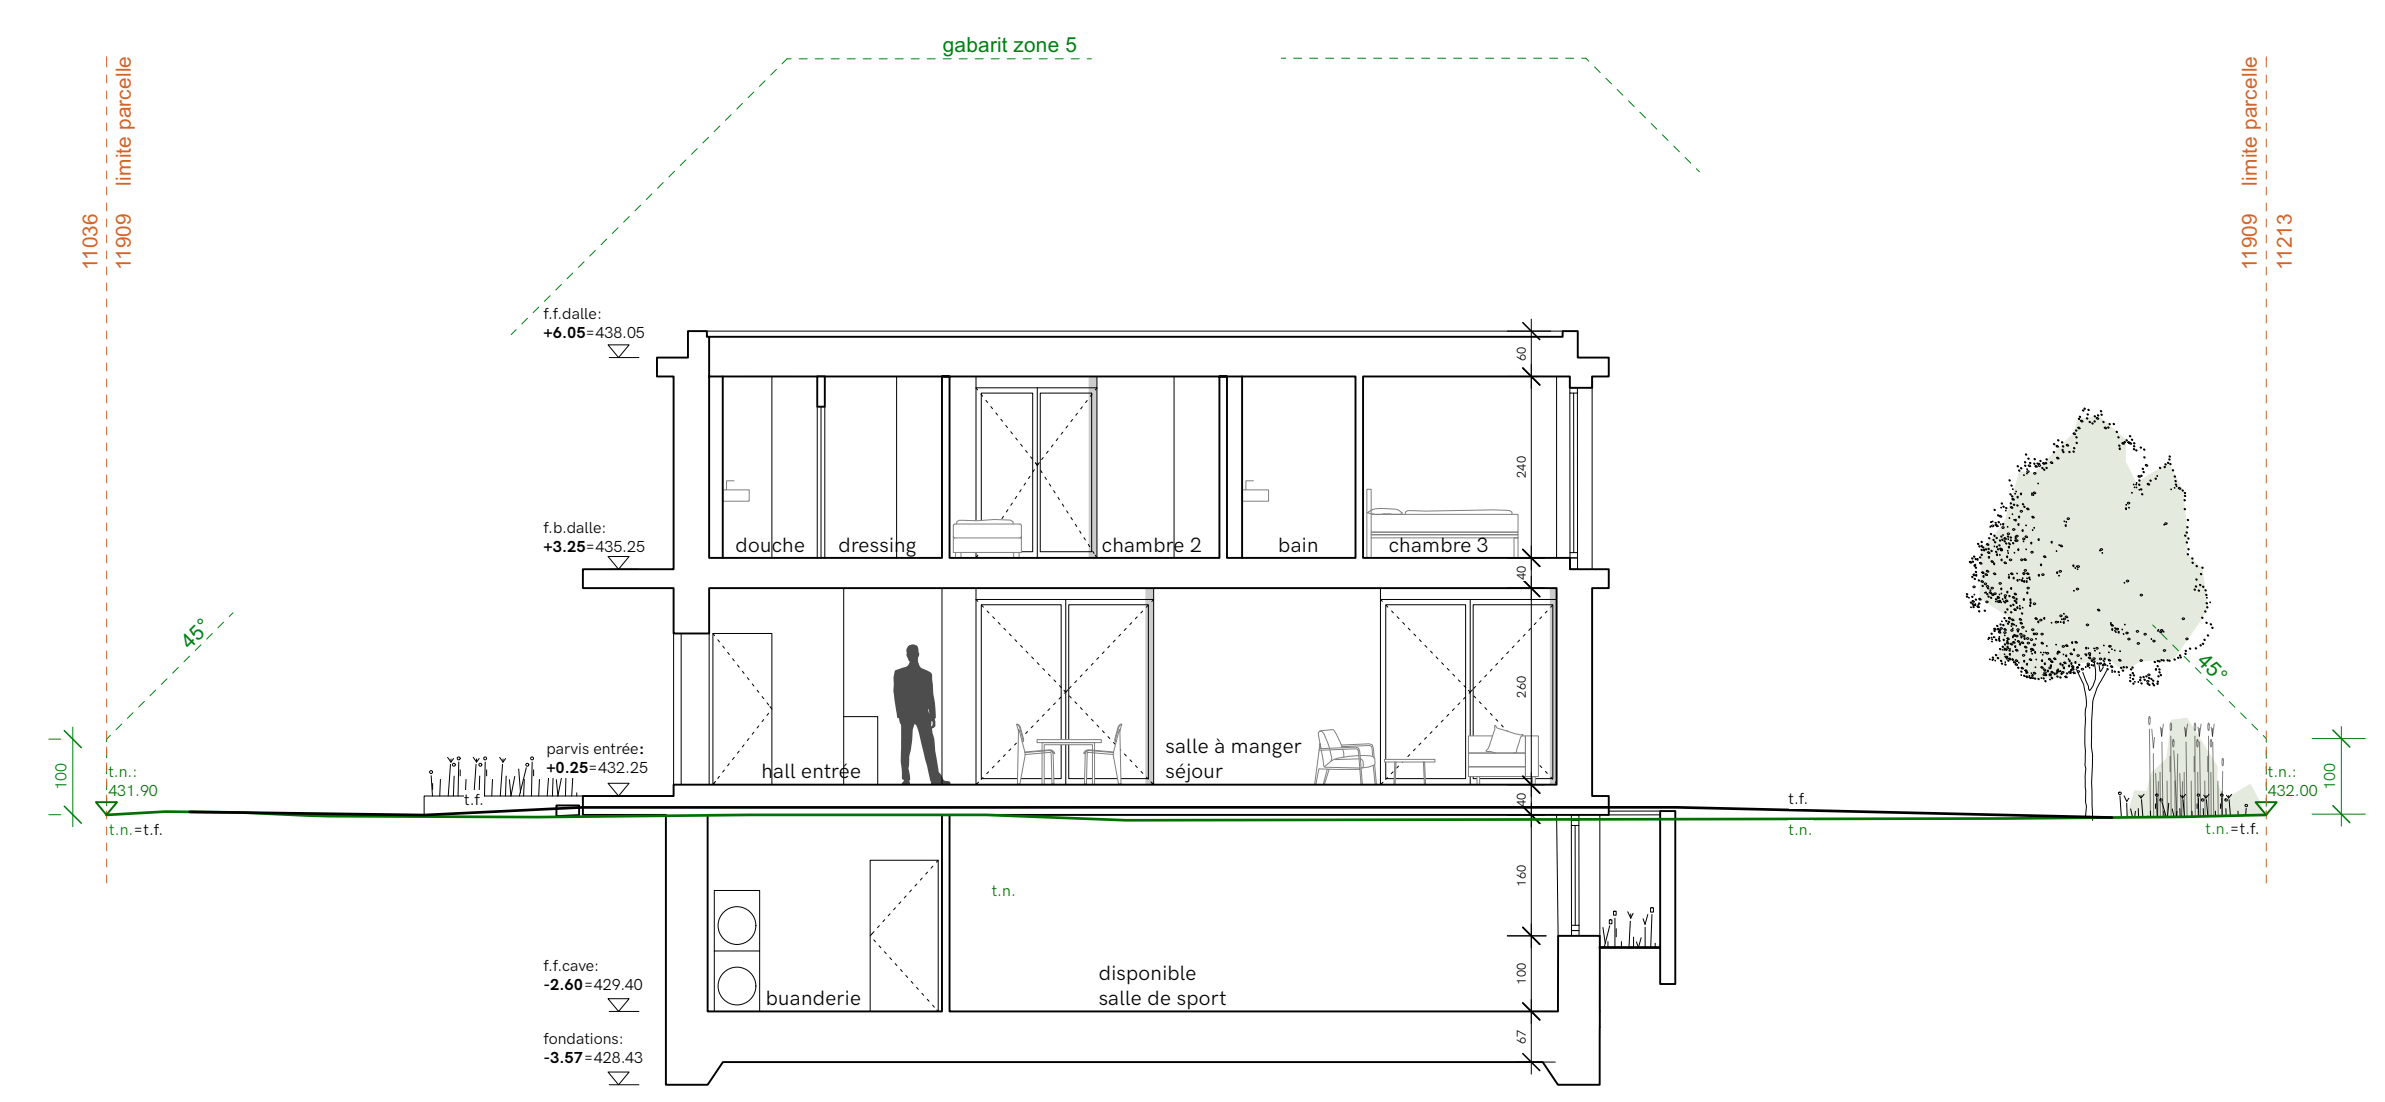 gabarit zone 5
limite parcelle
11036
11909
limite parcelle
11909
11213
f.f.dalle:
+6.05=438.05
60
240
f.b.dalle:
+3.25=435.25
douche
dressing
chambre 2
bain
chambre 3
40
45°
45°
260
parvis entrée:
+0.25=432.25
salle à manger
séjour
hall entrée
100
t.n.:
431.90
t.n.=t.f.
t.f.
40
t.f.
t.n.
t.n.:
432.00
100
t.n.=t.f.
160
t.n.
f.f.cave:
-2.60=429.40
buanderie
disponible
salle de sport
100
fondations:
-3.57=428.43
67